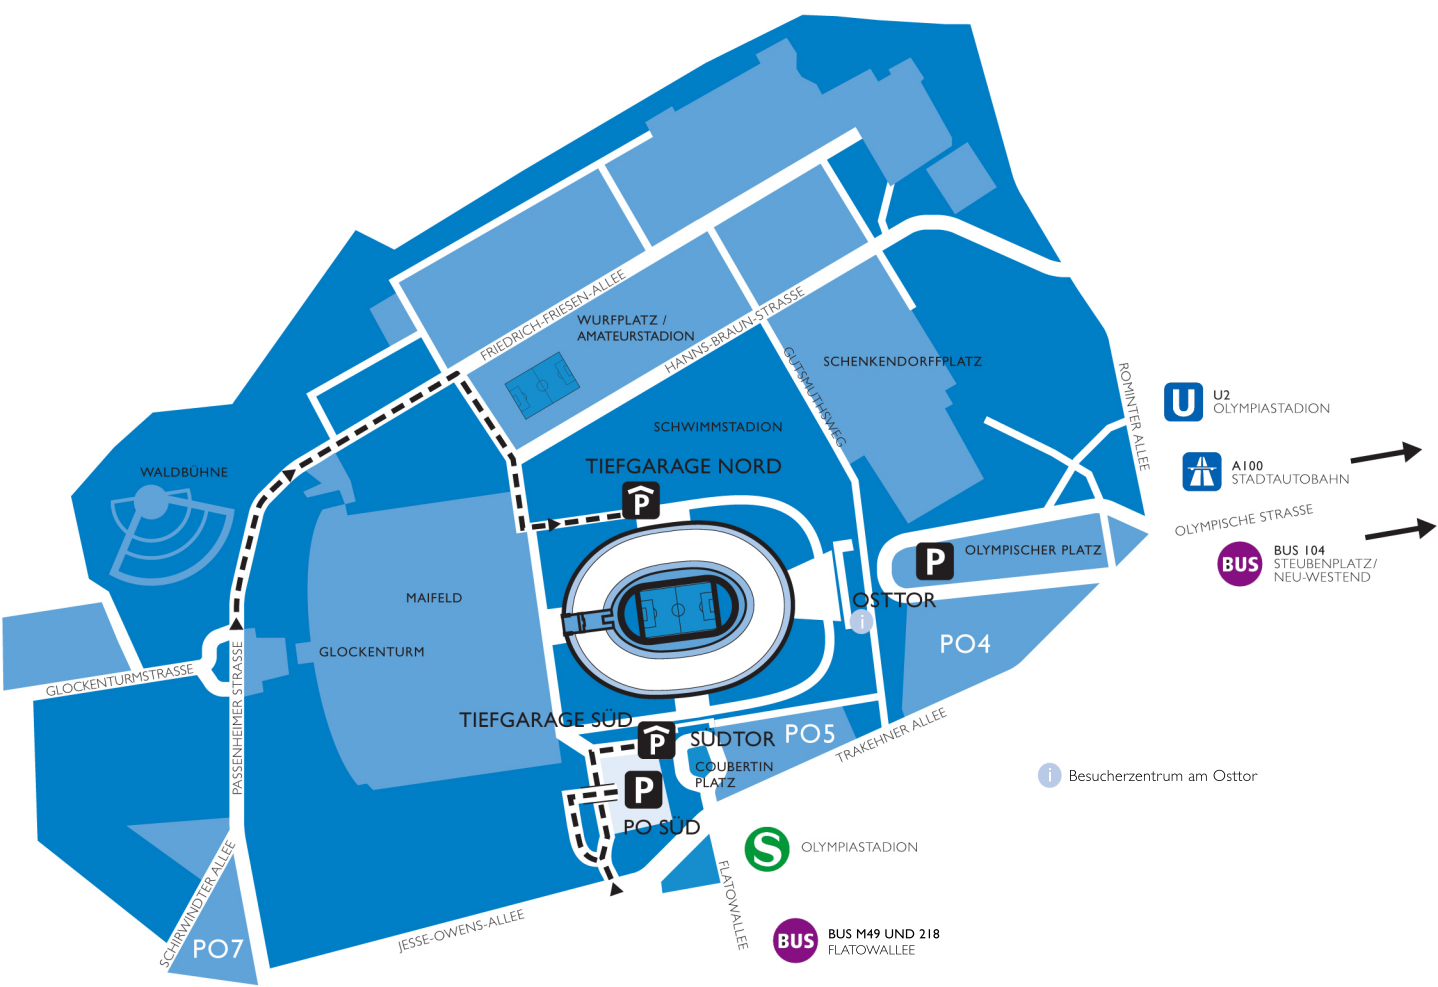 FRIEDRICH-FRIESEN-ALLEE
WURFPLATZ /
AMATEURSTADION
HANNS-BRAUN-STRASSE
GUTSMUTHSWEG
SCHENKENDORFFPLATZ
ROMINTER ALLEE
U
U2
OLYMPIASTADION
A100
STADTAUTOBAHN
OLYMPISCHE STRASSE
BUS
BUS 104
STEUBENPLATZ/
NEU-WESTEND
SCHWIMMSTADION
TIEFGARAGE NORD
P
WALDBÜHNE
P
OLYMPISCHER PLATZ
MAIFELD
OSTTOR
i
GLOCKENTURM
PO4
GLOCKENTURMSTRASSE
PASSENHEIMER STRASSE
TIEFGARAGE SÜD
P
SÜDTOR
PO5
TRAKEHNER ALLEE
COUBERTIN
PLATZ
P
PO SÜD
i
Besucherzentrum am Osttor
S
OLYMPIASTADION
FLATOWALLEE
SCHIRWINDTER ALLEE
PO7
JESSE-OWENS-ALLEE
BUS
BUS M49 UND 218
FLATOWALLEE